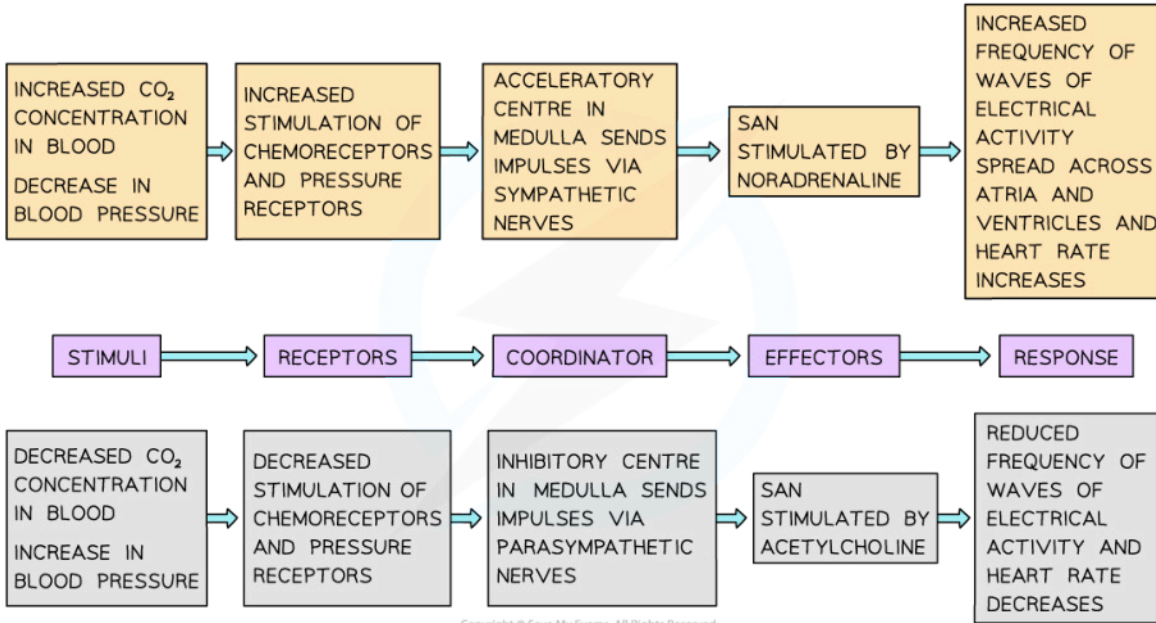 INCREASED CO₂
CONCENTRATION
IN BLOOD
DECREASE IN
BLOOD PRESSURE
INCREASED
STIMULATION OF
CHEMORECEPTORS
AND PRESSURE
RECEPTORS
ACCELERATORY
CENTRE IN
MEDULLA SENDS
IMPULSES VIA
SYMPATHETIC
NERVES
SAN
STIMULATED BY
NORADRENALINE
INCREASED
FREQUENCY OF
WAVES OF
ELECTRICAL
ACTIVITY
SPREAD ACROSS
ATRIA AND
VENTRICLES AND
HEART RATE
INCREASES
STIMULI
RECEPTORS
COORDINATOR
EFFECTORS
RESPONSE
DECREASED CO₂
CONCENTRATION
IN BLOOD
INCREASE IN
BLOOD PRESSURE
DECREASED
STIMULATION OF
CHEMORECEPTORS
AND PRESSURE
RECEPTORS
INHIBITORY CENTRE
IN MEDULLA SENDS
IMPULSES VIA
PARASYMPATHETIC
NERVES
SAN
STIMULATED BY
ACETYLCHOLINE
REDUCED
FREQUENCY OF
WAVES OF
ELECTRICAL
ACTIVITY AND
HEART RATE
DECREASES